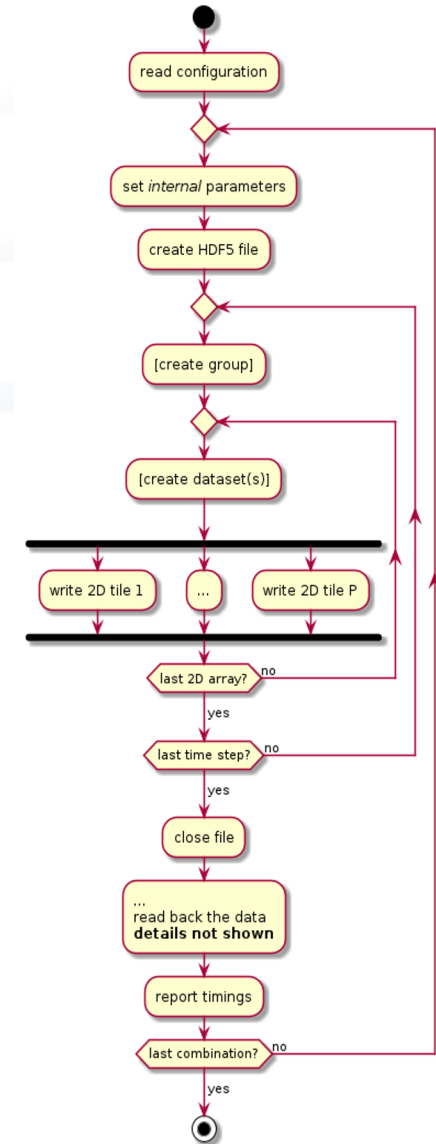 read configuration
set internal parameters
create HDF5 file
[create group]
[create dataset(s)]
write 2D tile 1
...
write 2D tile P
last 2D array?
no
yes
last time step?
no
yes
close file
...
read back the data
details not shown
report timings
last combination?
no
yes